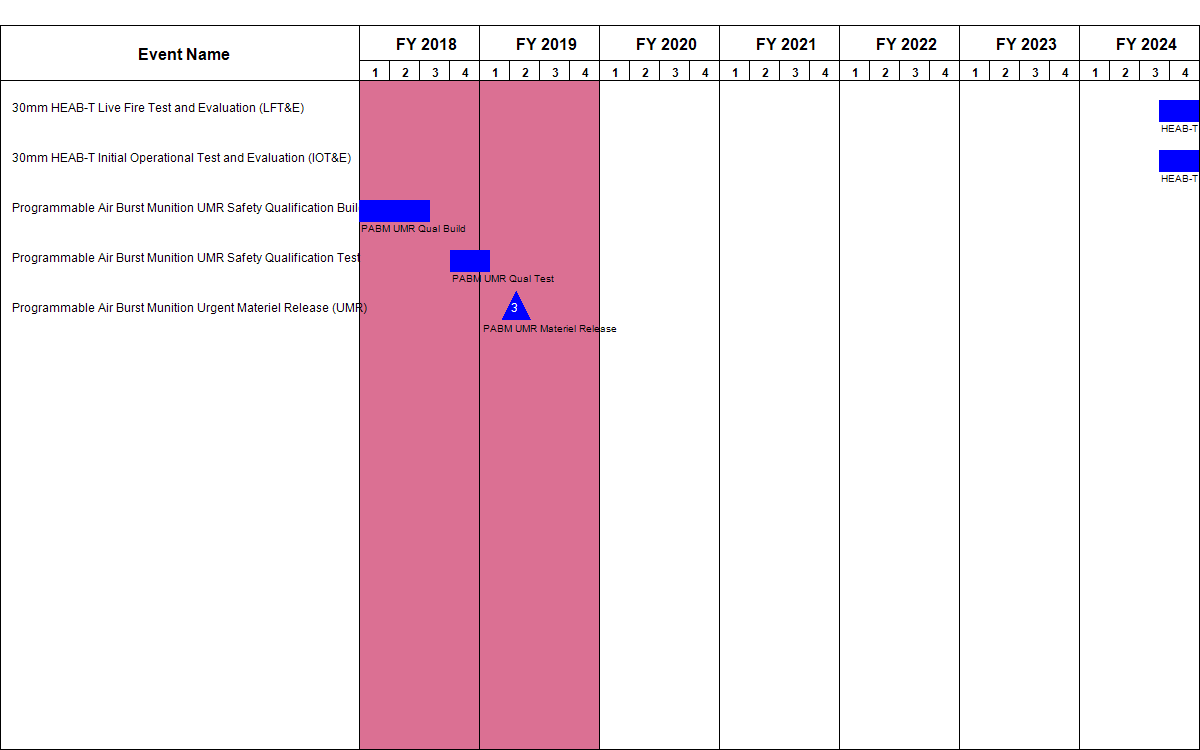 Event Name
FY 2018 FY 2019 FY 2020 FY 2021 FY 2022 FY 2023 FY 2024
1 2 3 4 1 2 3 4 1 2 3 4 1 2 3 4 1 2 3 4 1 2 3 4 1 2 3 4
30mm HEAB-T Live Fire Test and Evaluation (LFT&E)
HEAB-T
30mm HEAB-T Initial Operational Test and Evaluation (IOT&E)
HEAB-T
Programmable Air Burst Munition UMR Safety Qualification Buil
PABM UMR Qual Build
Programmable Air Burst Munition UMR Safety Qualification Test
PABM UMR Qual Test
Programmable Air Burst Munition Urgent Materiel Release (UMR)
3
PABM UMR Materiel Release